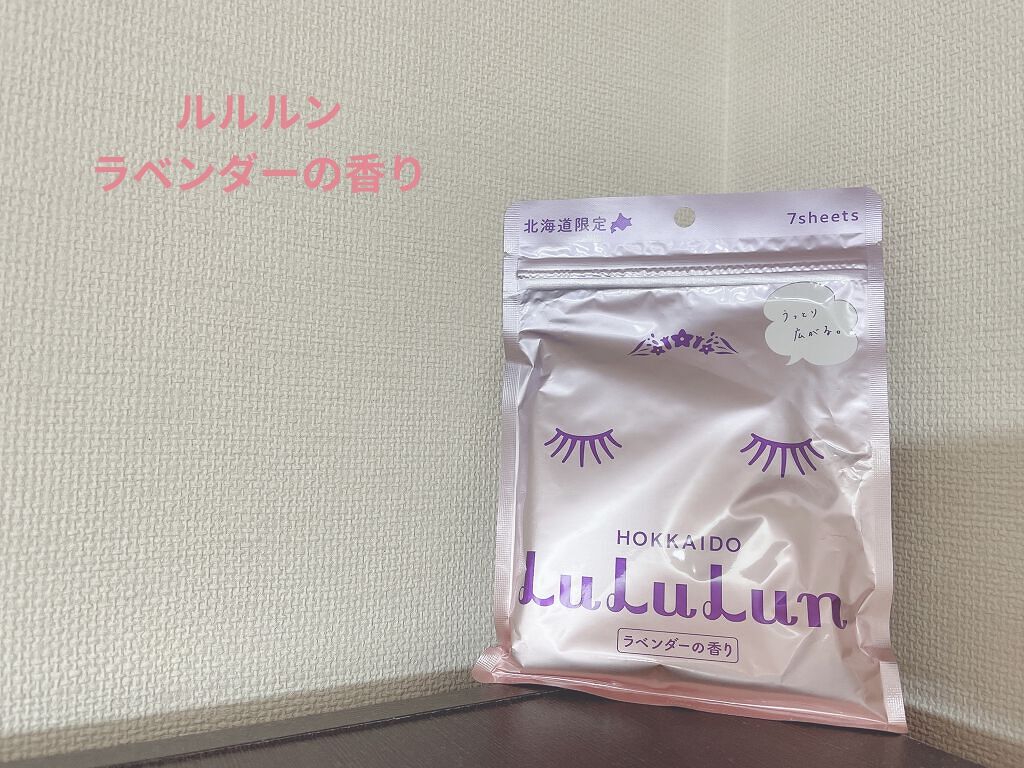 ルルルン
ラベンダーの香り
北海道限定
7sheets
うっとり
広がる。
HOKKAIDO
LuLuLun
ラベンダーの香り